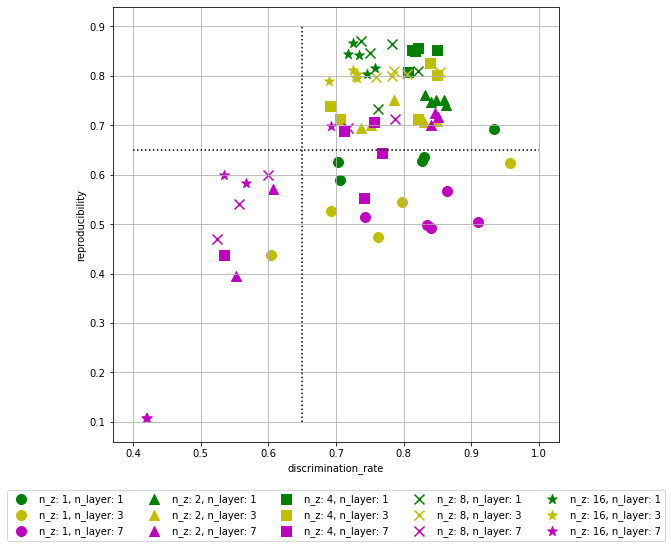 0.9
0.8
0.7
0.6
0.5
0.4
0.3
0.2
0.1
reproducibility
0.4 0.5 0.6 0.7 0.8 0.9 1.0
discrimination_rate
n_z: 1, n_layer: 1 n_z: 2, n_layer: 1 n_z: 4, n_layer: 1 n_z: 8, n_layer: 1 n_z: 16, n_layer: 1
n_z: 1, n_layer: 3 n_z: 2, n_layer: 3 n_z: 4, n_layer: 3 n_z: 8, n_layer: 3 n_z: 16, n_layer: 3
n_z: 1, n_layer: 7 n_z: 2, n_layer: 7 n_z: 4, n_layer: 7 n_z: 8, n_layer: 7 n_z: 16, n_layer: 7